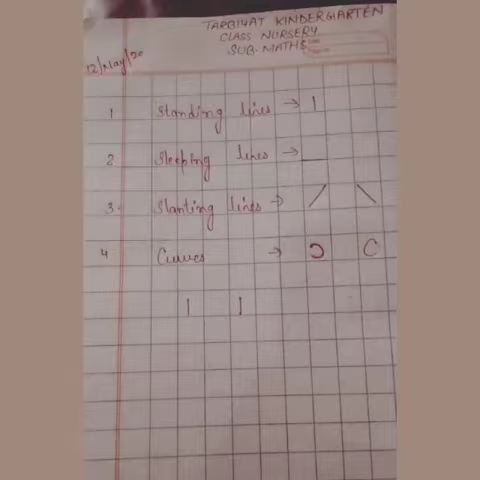 TARBIYAT KINDERGARTEN
CLASS NURSERY
SUB-MATHS
12/May/20
1 Standing lines → |
2 Sleeping lines → _
3. Slanting lines → / \
4 Curves → Ɔ C
| |